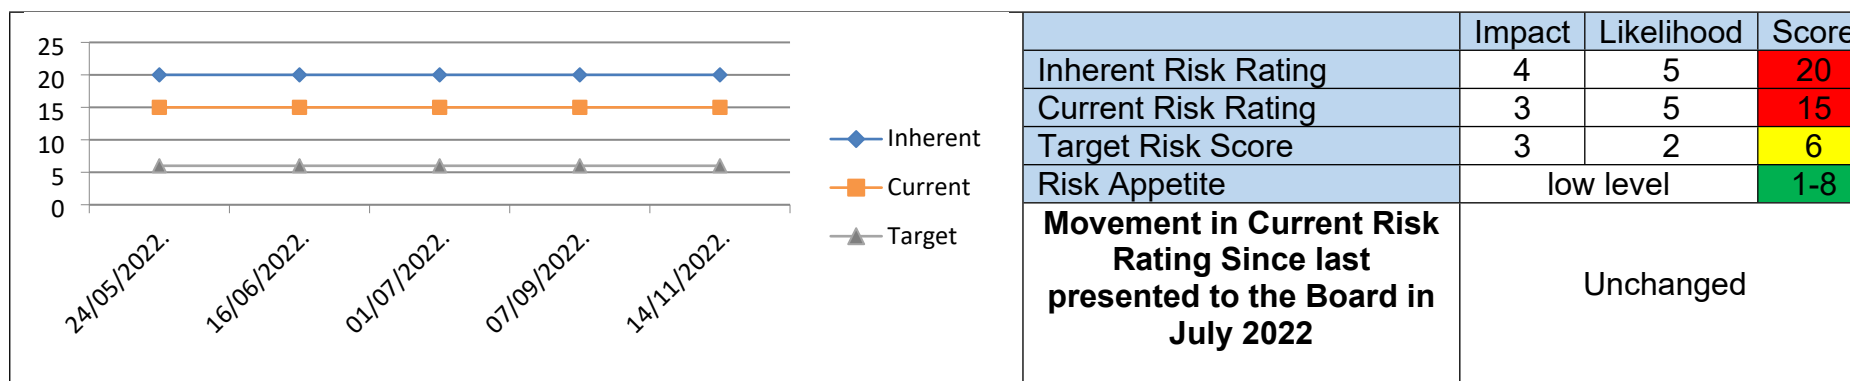 25
20
15
10
5
0
24/05/2022.
16/06/2022.
01/07/2022.
07/09/2022.
14/11/2022.
Inherent
Current
Target
Impact Likelihood Score
Inherent Risk Rating 4 5 20
Current Risk Rating 3 5 15
Target Risk Score 3 2 6
Risk Appetite low level 1-8
Movement in Current Risk
Rating Since last
presented to the Board in
July 2022
Unchanged